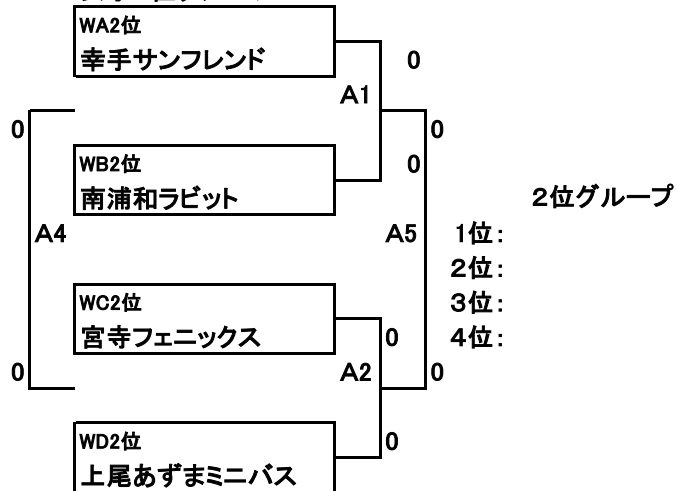 WA2位
幸手サンフレンド
0
A1
0
0
WB2位
0
南浦和ラビット
2位グループ
A4
A5
1位：
2位：
3位：
WC2位
宮寺フェニックス
0
4位：
0
A2
0
WD2位
0
上尾あずまミニバス